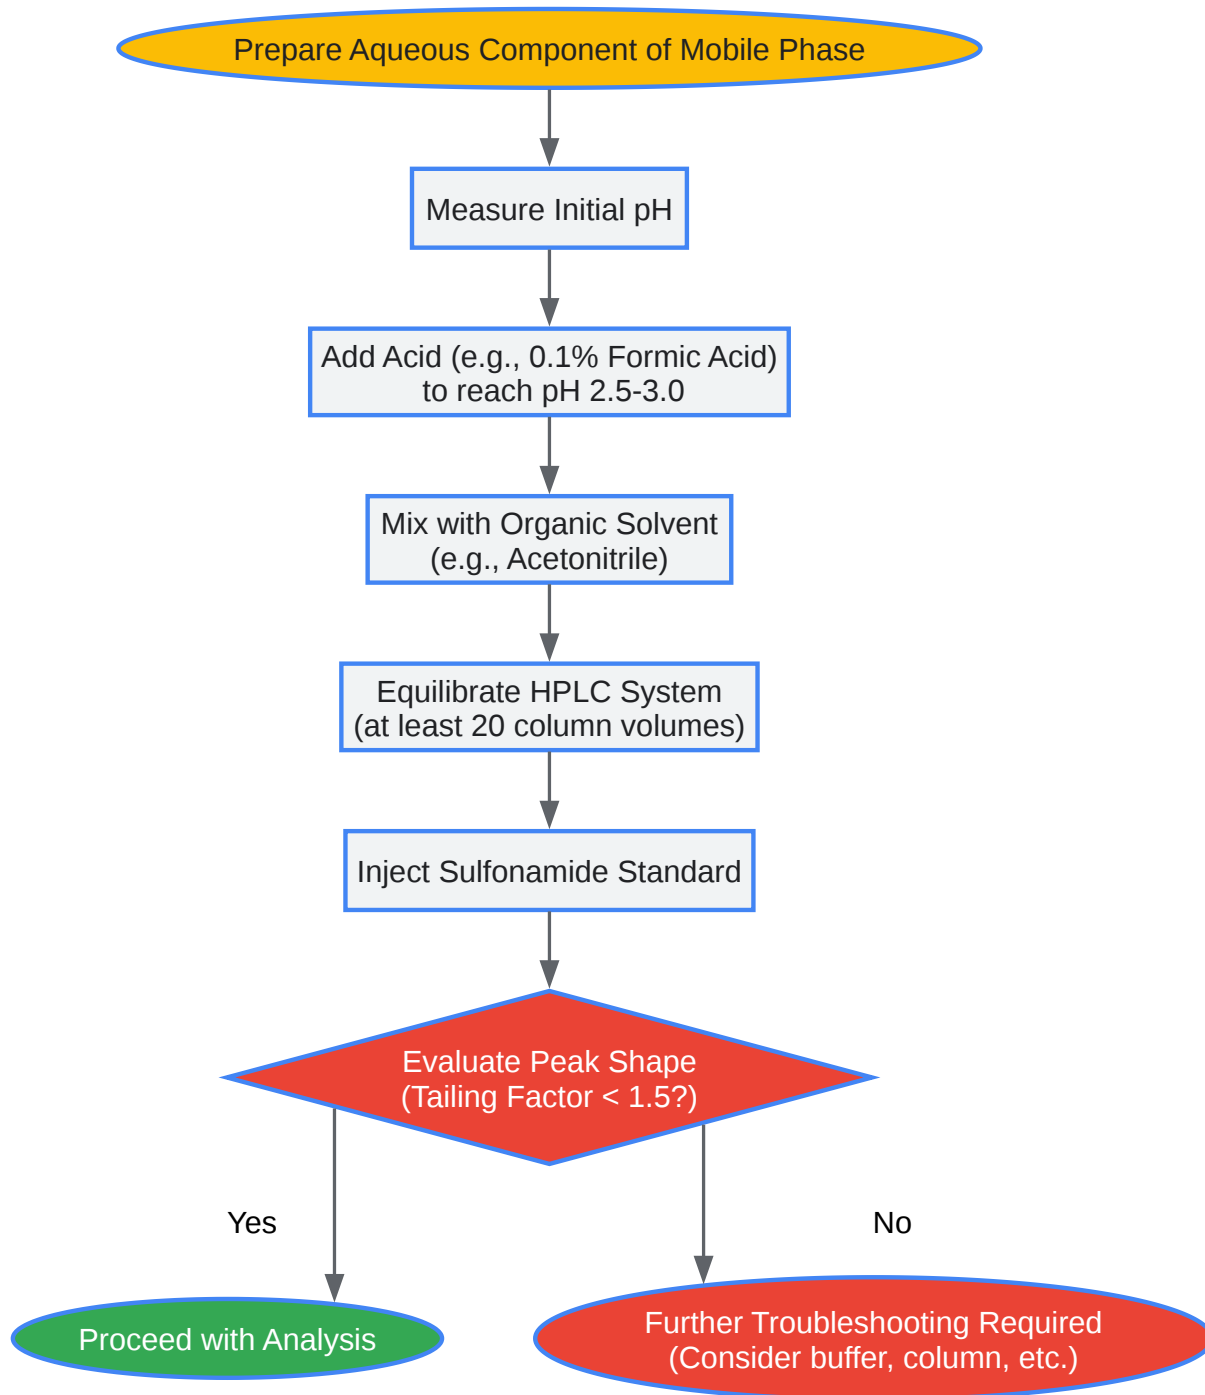 Prepare Aqueous Component of Mobile Phase
Measure Initial pH
Add Acid (e.g., 0.1% Formic Acid)
to reach pH 2.5-3.0
Mix with Organic Solvent
(e.g., Acetonitrile)
Equilibrate HPLC System
(at least 20 column volumes)
Inject Sulfonamide Standard
Evaluate Peak Shape
(Tailing Factor < 1.5?)
Yes
No
Proceed with Analysis
Further Troubleshooting Required
(Consider buffer, column, etc.)